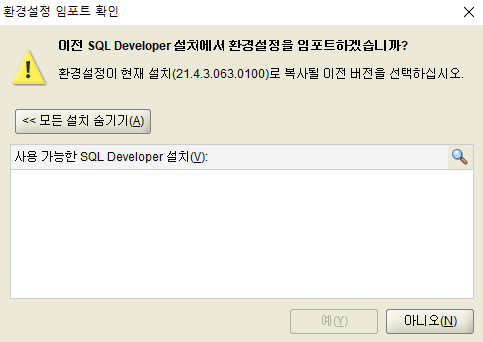 환경설정 임포트 확인
이전 SQL Developer 설치에서 환경설정을 임포트하겠습니까?
환경설정이 현재 설치(21.4.3.063.0100)로 복사될 이전 버전을 선택하십시오.
<< 모든 설치 숨기기(A)
사용 가능한 SQL Developer 설치(V):
예(Y)
아니오(N)